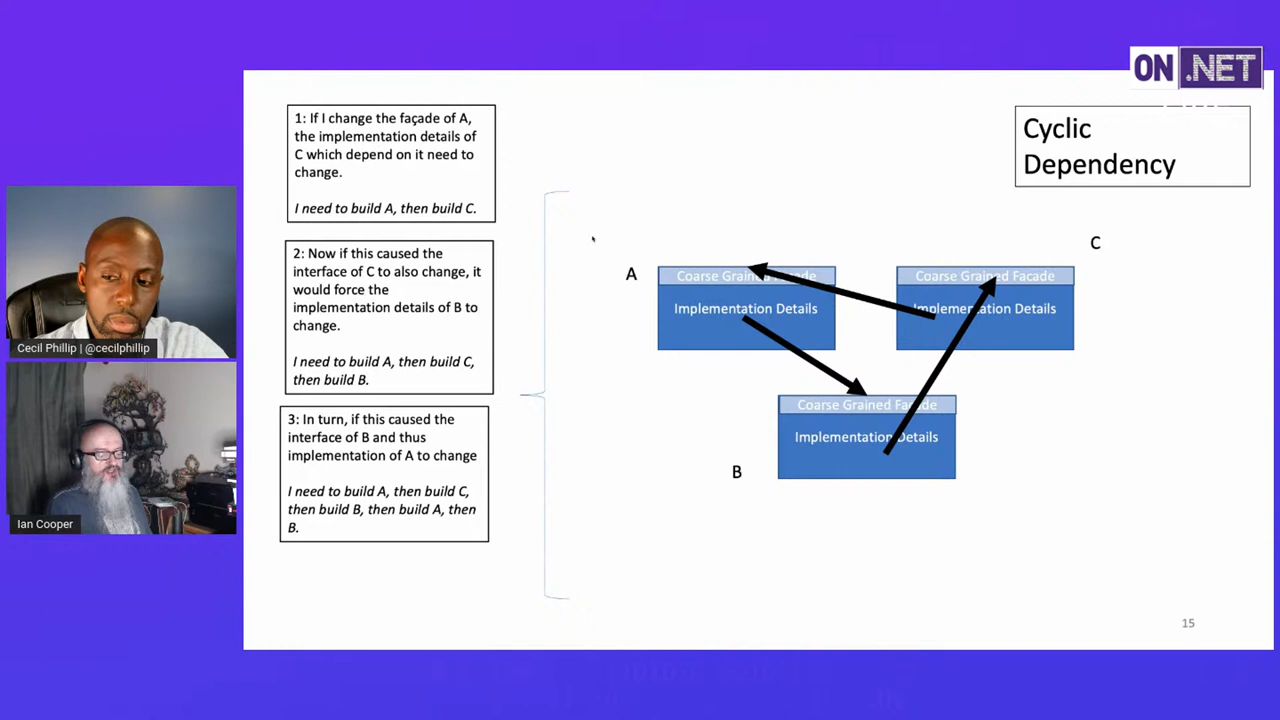 ON .NET
1: If I change the façade of A,
the implementation details of
C which depend on it need to
change.
I need to build A, then build C.
2: Now if this caused the
interface of C to also change, it
would force the
implementation details of B to
change.
I need to build A, then build C,
then build B.
3: In turn, if this caused the
interface of B and thus
implementation of A to change
I need to build A, then build C,
then build B, then build A, then
B.
Cyclic
Dependency
C
A
Coarse Grained Facade
Implementation Details
Coarse Grained Facade
Implementation Details
Coarse Grained Facade
Implementation Details
B
15
Cecil Phillip | @cecilphillip
Ian Cooper